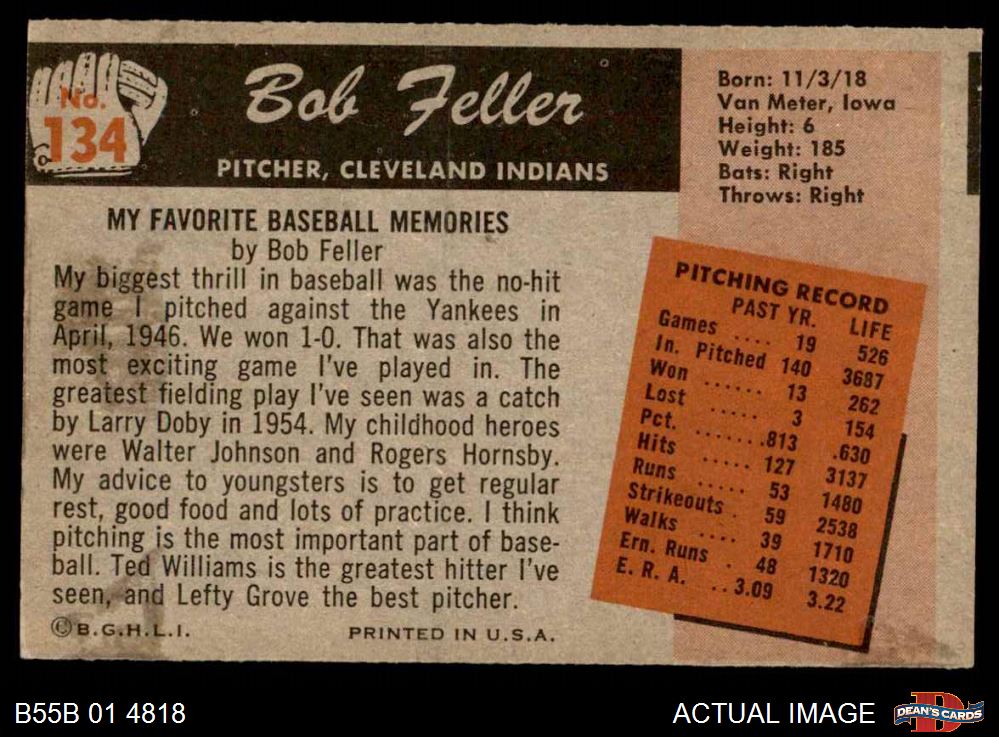 No.
134
Bob Feller
PITCHER, CLEVELAND INDIANS
Born: 11/3/18
Van Meter, Iowa
Height: 6
Weight: 185
Bats: Right
Throws: Right
MY FAVORITE BASEBALL MEMORIES
by Bob Feller
My biggest thrill in baseball was the no-hit
game I pitched against the Yankees in
April, 1946. We won 1-0. That was also the
most exciting game I've played in. The
greatest fielding play I've seen was a catch
by Larry Doby in 1954. My childhood heroes
were Walter Johnson and Rogers Hornsby.
My advice to youngsters is to get regular
rest, good food and lots of practice. I think
pitching is the most important part of base-
ball. Ted Williams is the greatest hitter I've
seen, and Lefty Grove the best pitcher.
©B.G.H.L.I.
PRINTED IN U.S.A.
PITCHING RECORD
PAST YR. LIFE
Games .... 19 526
In. Pitched 140 3687
Won ...... 13 262
Lost ..... 3 154
Pct. .......813 .630
Hits ..... 127 3137
Runs ..... 53 1480
Strikeouts . 59 2538
Walks .... 39 1710
Ern. Runs . 48 1320
E. R. A. ..3.09 3.22
B55B 01 4818
ACTUAL IMAGE
DEAN'S CARDS